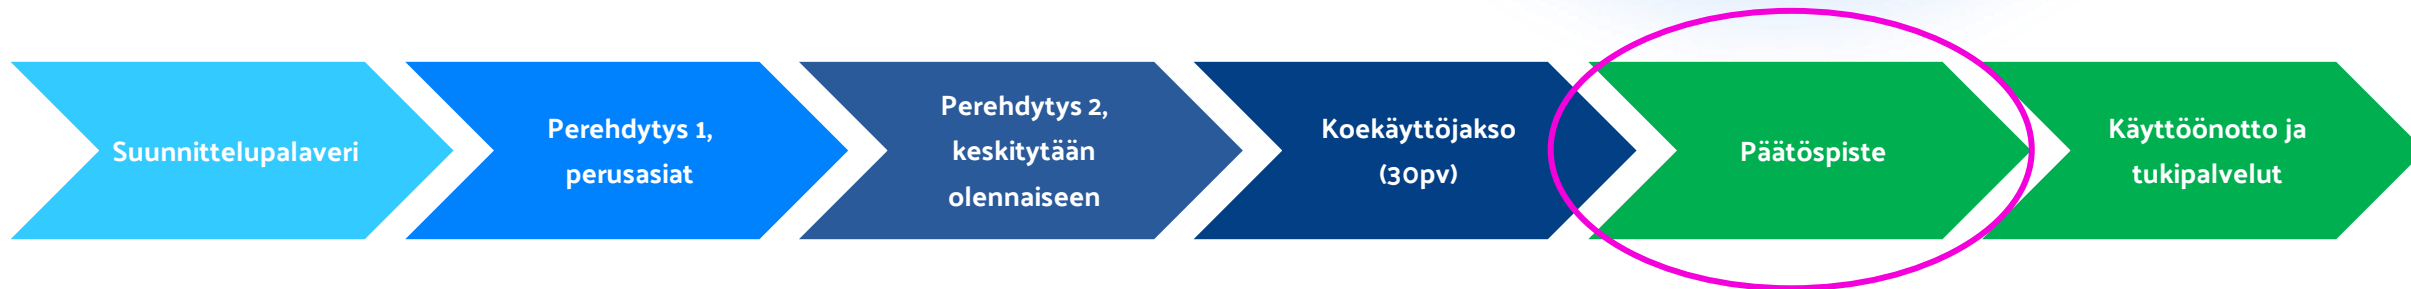 Suunnittelupalaveri
Perehdytys 1,
perusasiat
Perehdytys 2,
keskitytään
olennaiseen
Koekäyttöjakso
(30pv)
Päätöspiste
Käyttöönotto ja
tukipalvelut